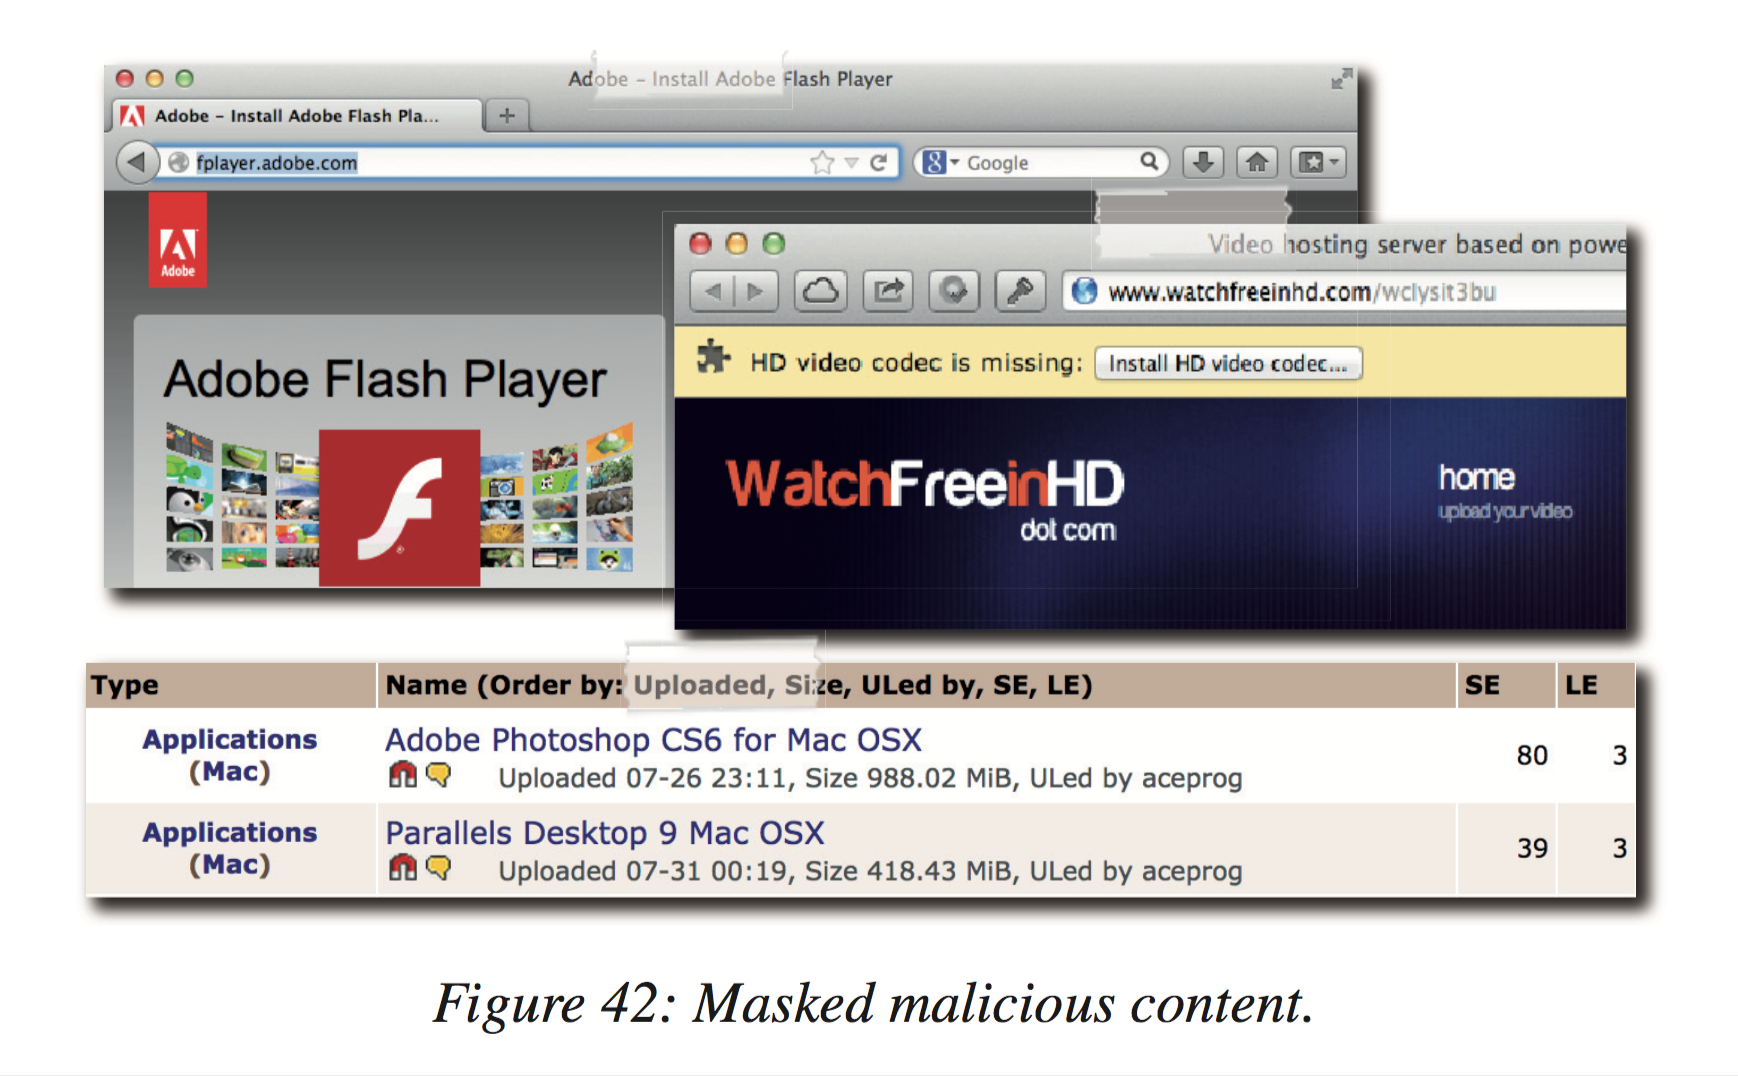 Adobe – Install Adobe Flash Player
Adobe – Install Adobe Flash Pla...
fplayer.adobe.com
Google
Adobe
Adobe Flash Player
Video hosting server based on powe
www.watchfreeinhd.com/wclysit3bu
HD video codec is missing: Install HD video codec...
WatchFreeinHD
dot com
home
upload your video
Type Name (Order by: Uploaded, Size, ULed by, SE, LE) SE LE
Applications
(Mac)
Adobe Photoshop CS6 for Mac OSX
Uploaded 07-26 23:11, Size 988.02 MiB, ULed by aceprog
80 3
Applications
(Mac)
Parallels Desktop 9 Mac OSX
Uploaded 07-31 00:19, Size 418.43 MiB, ULed by aceprog
39 3
Figure 42: Masked malicious content.